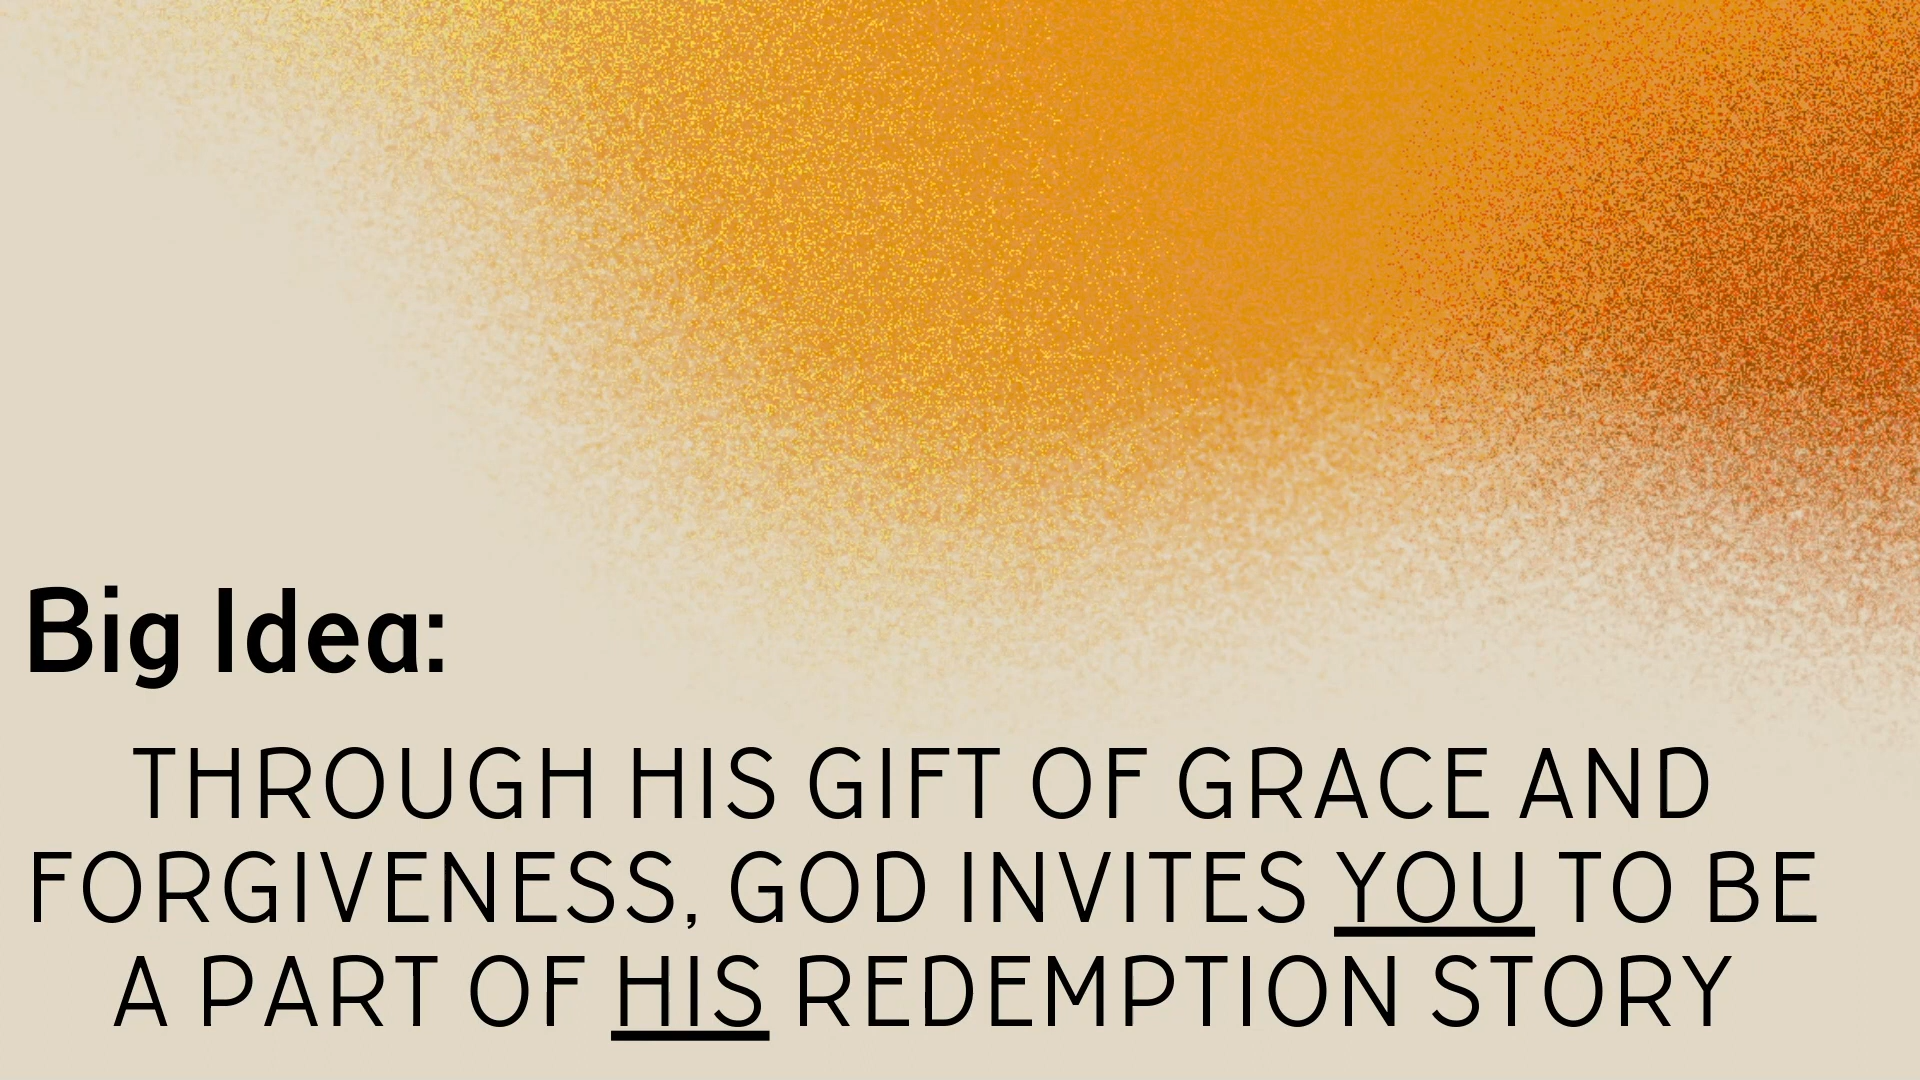 Big Idea:
THROUGH HIS GIFT OF GRACE AND
FORGIVENESS, GOD INVITES YOU TO BE
A PART OF HIS REDEMPTION STORY